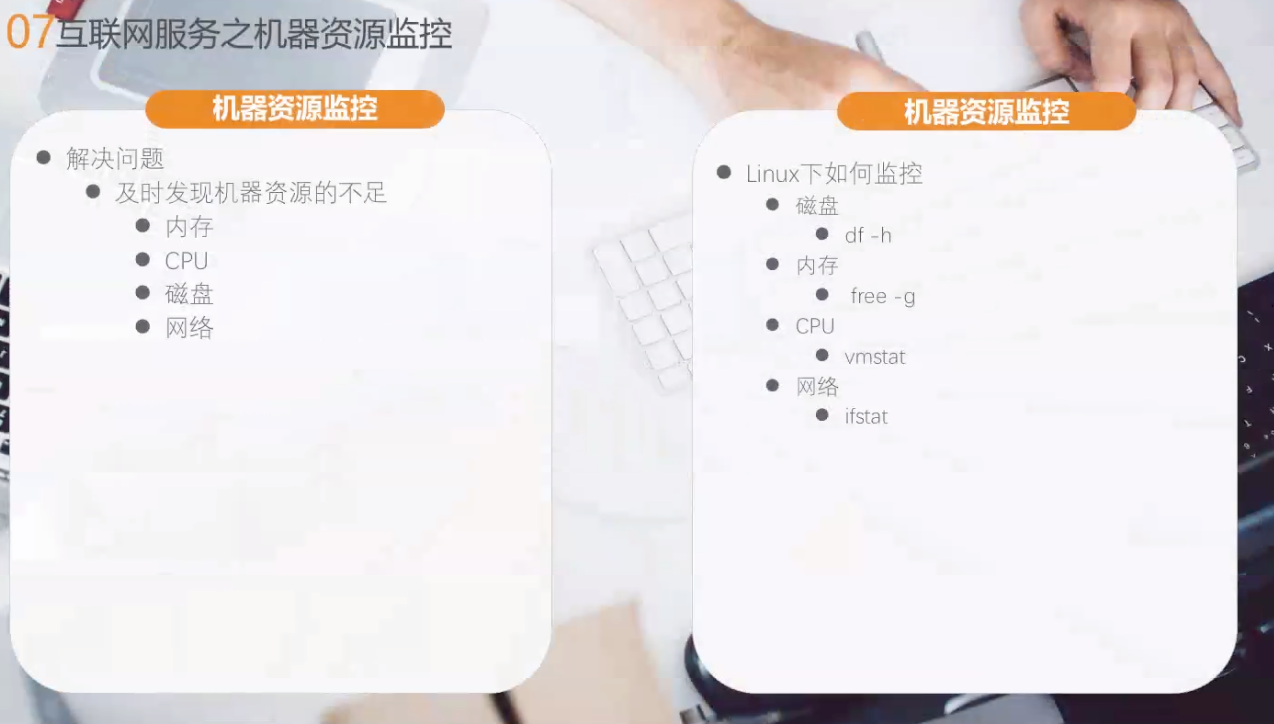 07互联网服务之机器资源监控
机器资源监控
解决问题
及时发现机器资源的不足
内存
CPU
磁盘
网络
机器资源监控
Linux下如何监控
磁盘
df -h
内存
free -g
CPU
vmstat
网络
ifstat